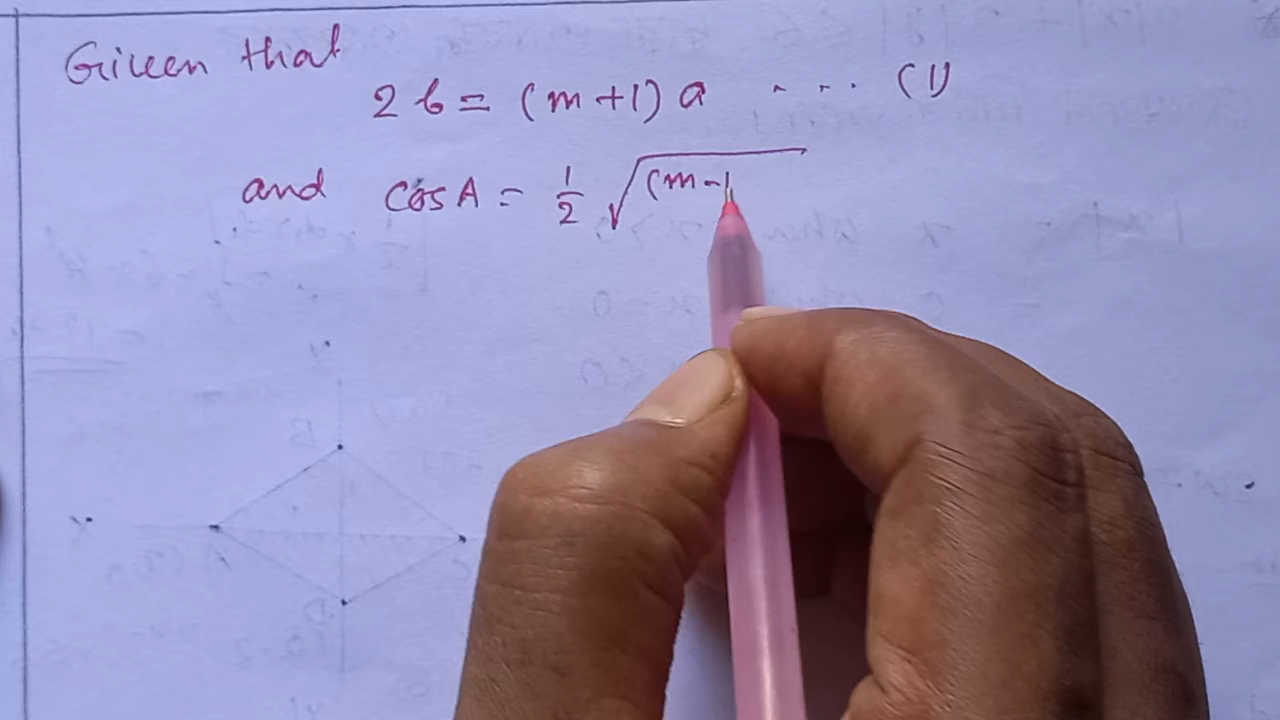 Given that
2b = (m+1) a .... (1)
and cos A = 1/2 √(m-1